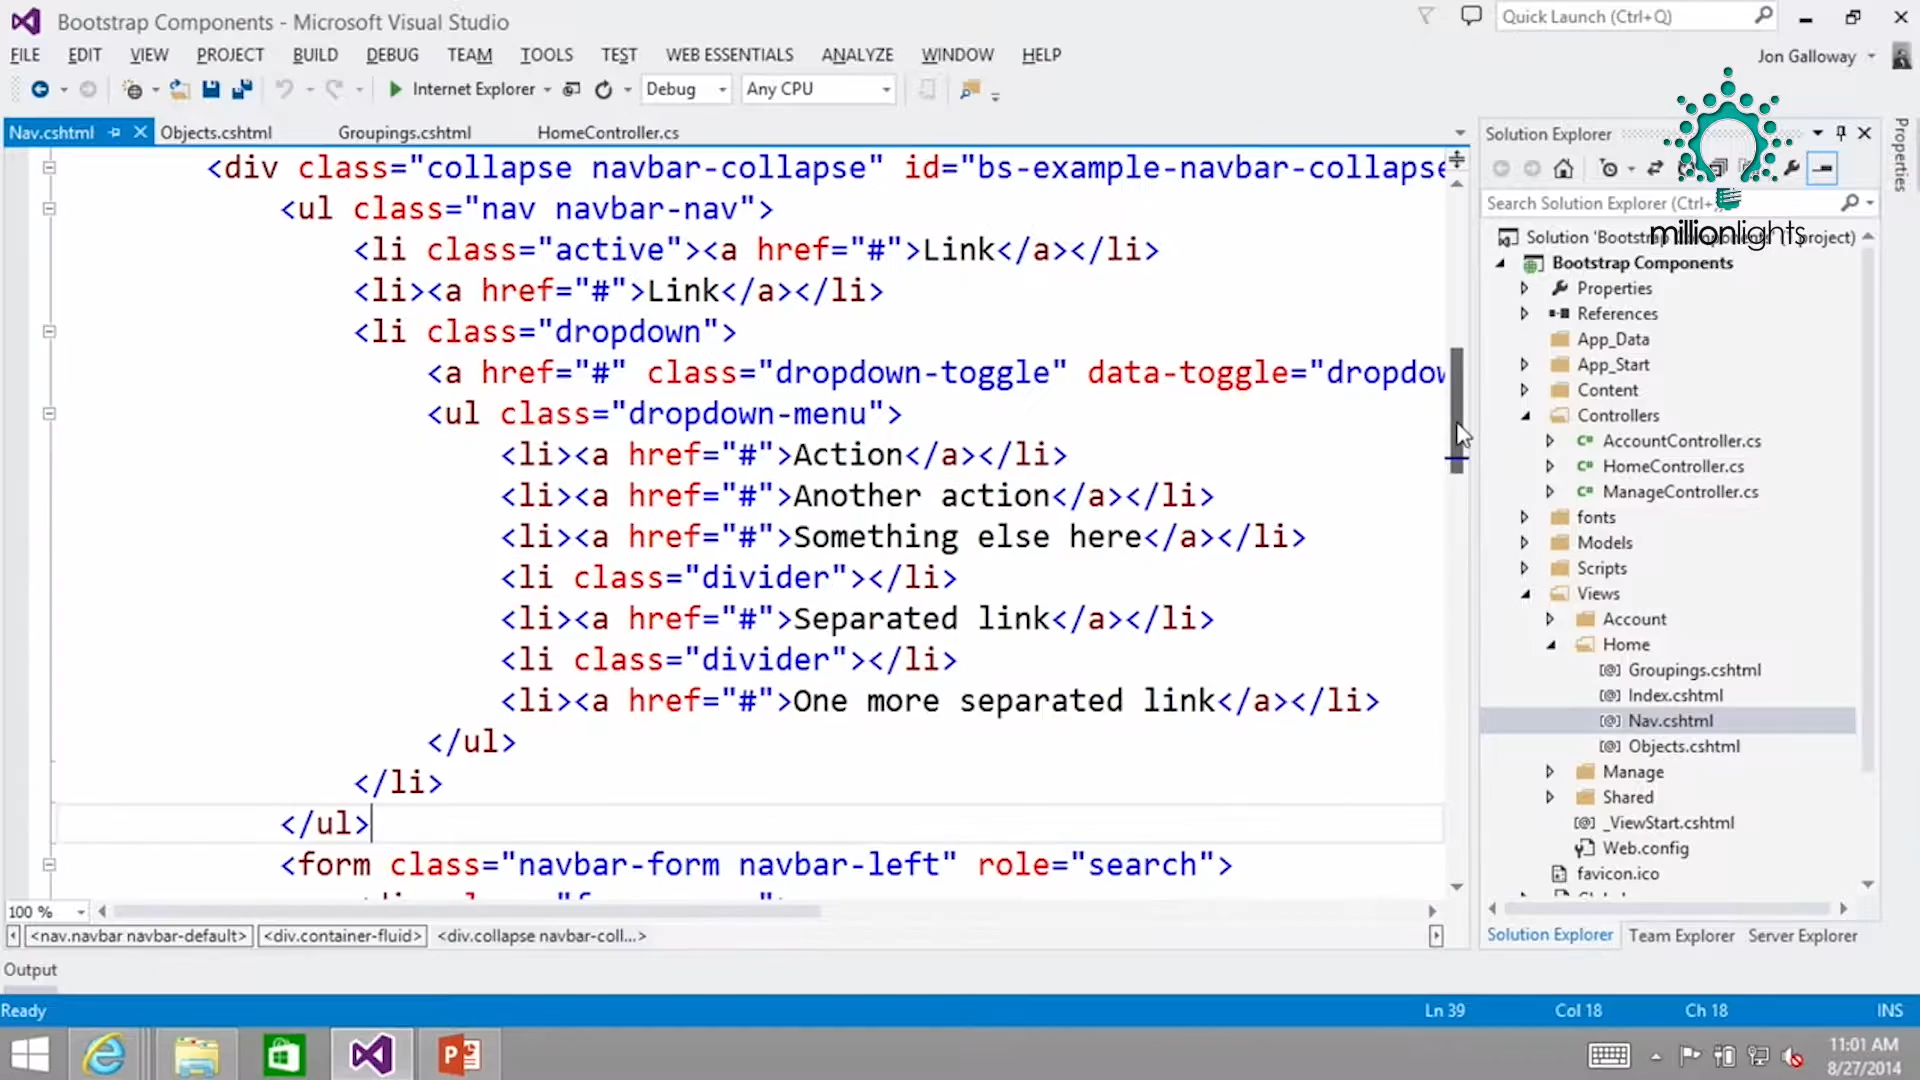 Bootstrap Components - Microsoft Visual Studio
Quick Launch (Ctrl+Q)
FILE EDIT VIEW PROJECT BUILD DEBUG TEAM TOOLS TEST WEB ESSENTIALS ANALYZE WINDOW HELP
Jon Galloway
Internet Explorer Debug Any CPU
Nav.cshtml Objects.cshtml Groupings.cshtml HomeController.cs
<div class="collapse navbar-collapse" id="bs-example-navbar-collapse
<ul class="nav navbar-nav">
<li class="active"><a href="#">Link</a></li>
<li><a href="#">Link</a></li>
<li class="dropdown">
<a href="#" class="dropdown-toggle" data-toggle="dropdow
<ul class="dropdown-menu">
<li><a href="#">Action</a></li>
<li><a href="#">Another action</a></li>
<li><a href="#">Something else here</a></li>
<li class="divider"></li>
<li><a href="#">Separated link</a></li>
<li class="divider"></li>
<li><a href="#">One more separated link</a></li>
</ul>
</li>
</ul>
<form class="navbar-form navbar-left" role="search">
100 %
<nav.navbar navbar-default> <div.container-fluid> <div.collapse navbar-coll...>
Solution Explorer
Search Solution Explorer (Ctrl+
millionlights
Solution 'Bootstrap project)
Bootstrap Components
Properties
References
App_Data
App_Start
Content
Controllers
C# AccountController.cs
C# HomeController.cs
C# ManageController.cs
fonts
Models
Scripts
Views
Account
Home
[@] Groupings.cshtml
[@] Index.cshtml
[@] Nav.cshtml
[@] Objects.cshtml
Manage
Shared
[@] _ViewStart.cshtml
Web.config
favicon.ico
Solution Explorer Team Explorer Server Explorer
Properties
Output
Ready Ln 39 Col 18 Ch 18 INS
11:01 AM
8/27/2014